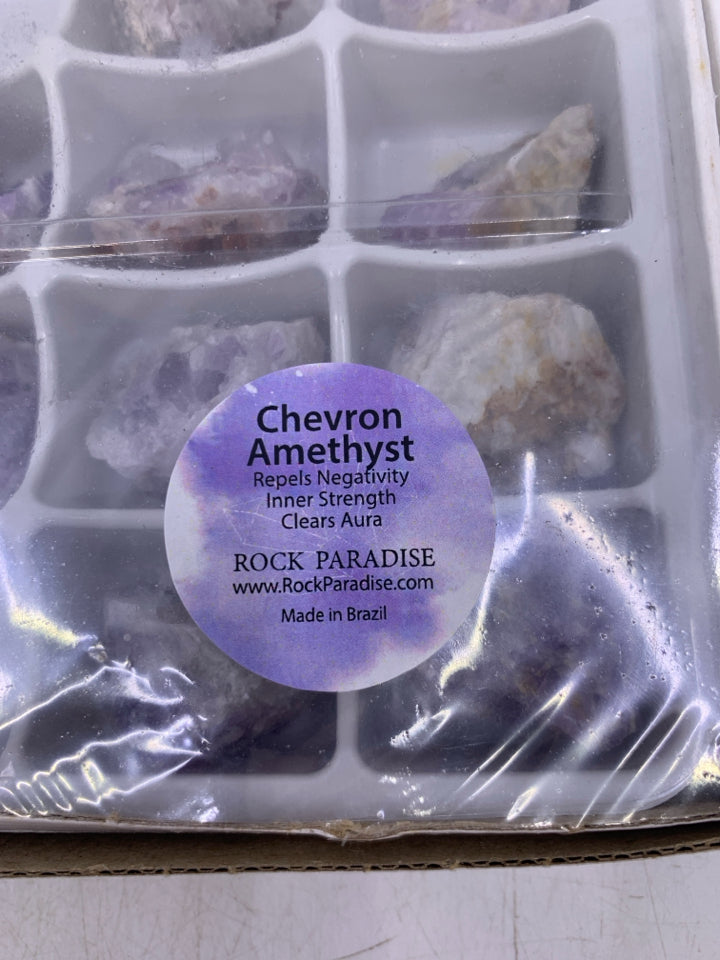 Chevron
Amethyst
Repels Negativity
Inner Strength
Clears Aura
ROCK PARADISE
www.RockParadise.com
Made in Brazil